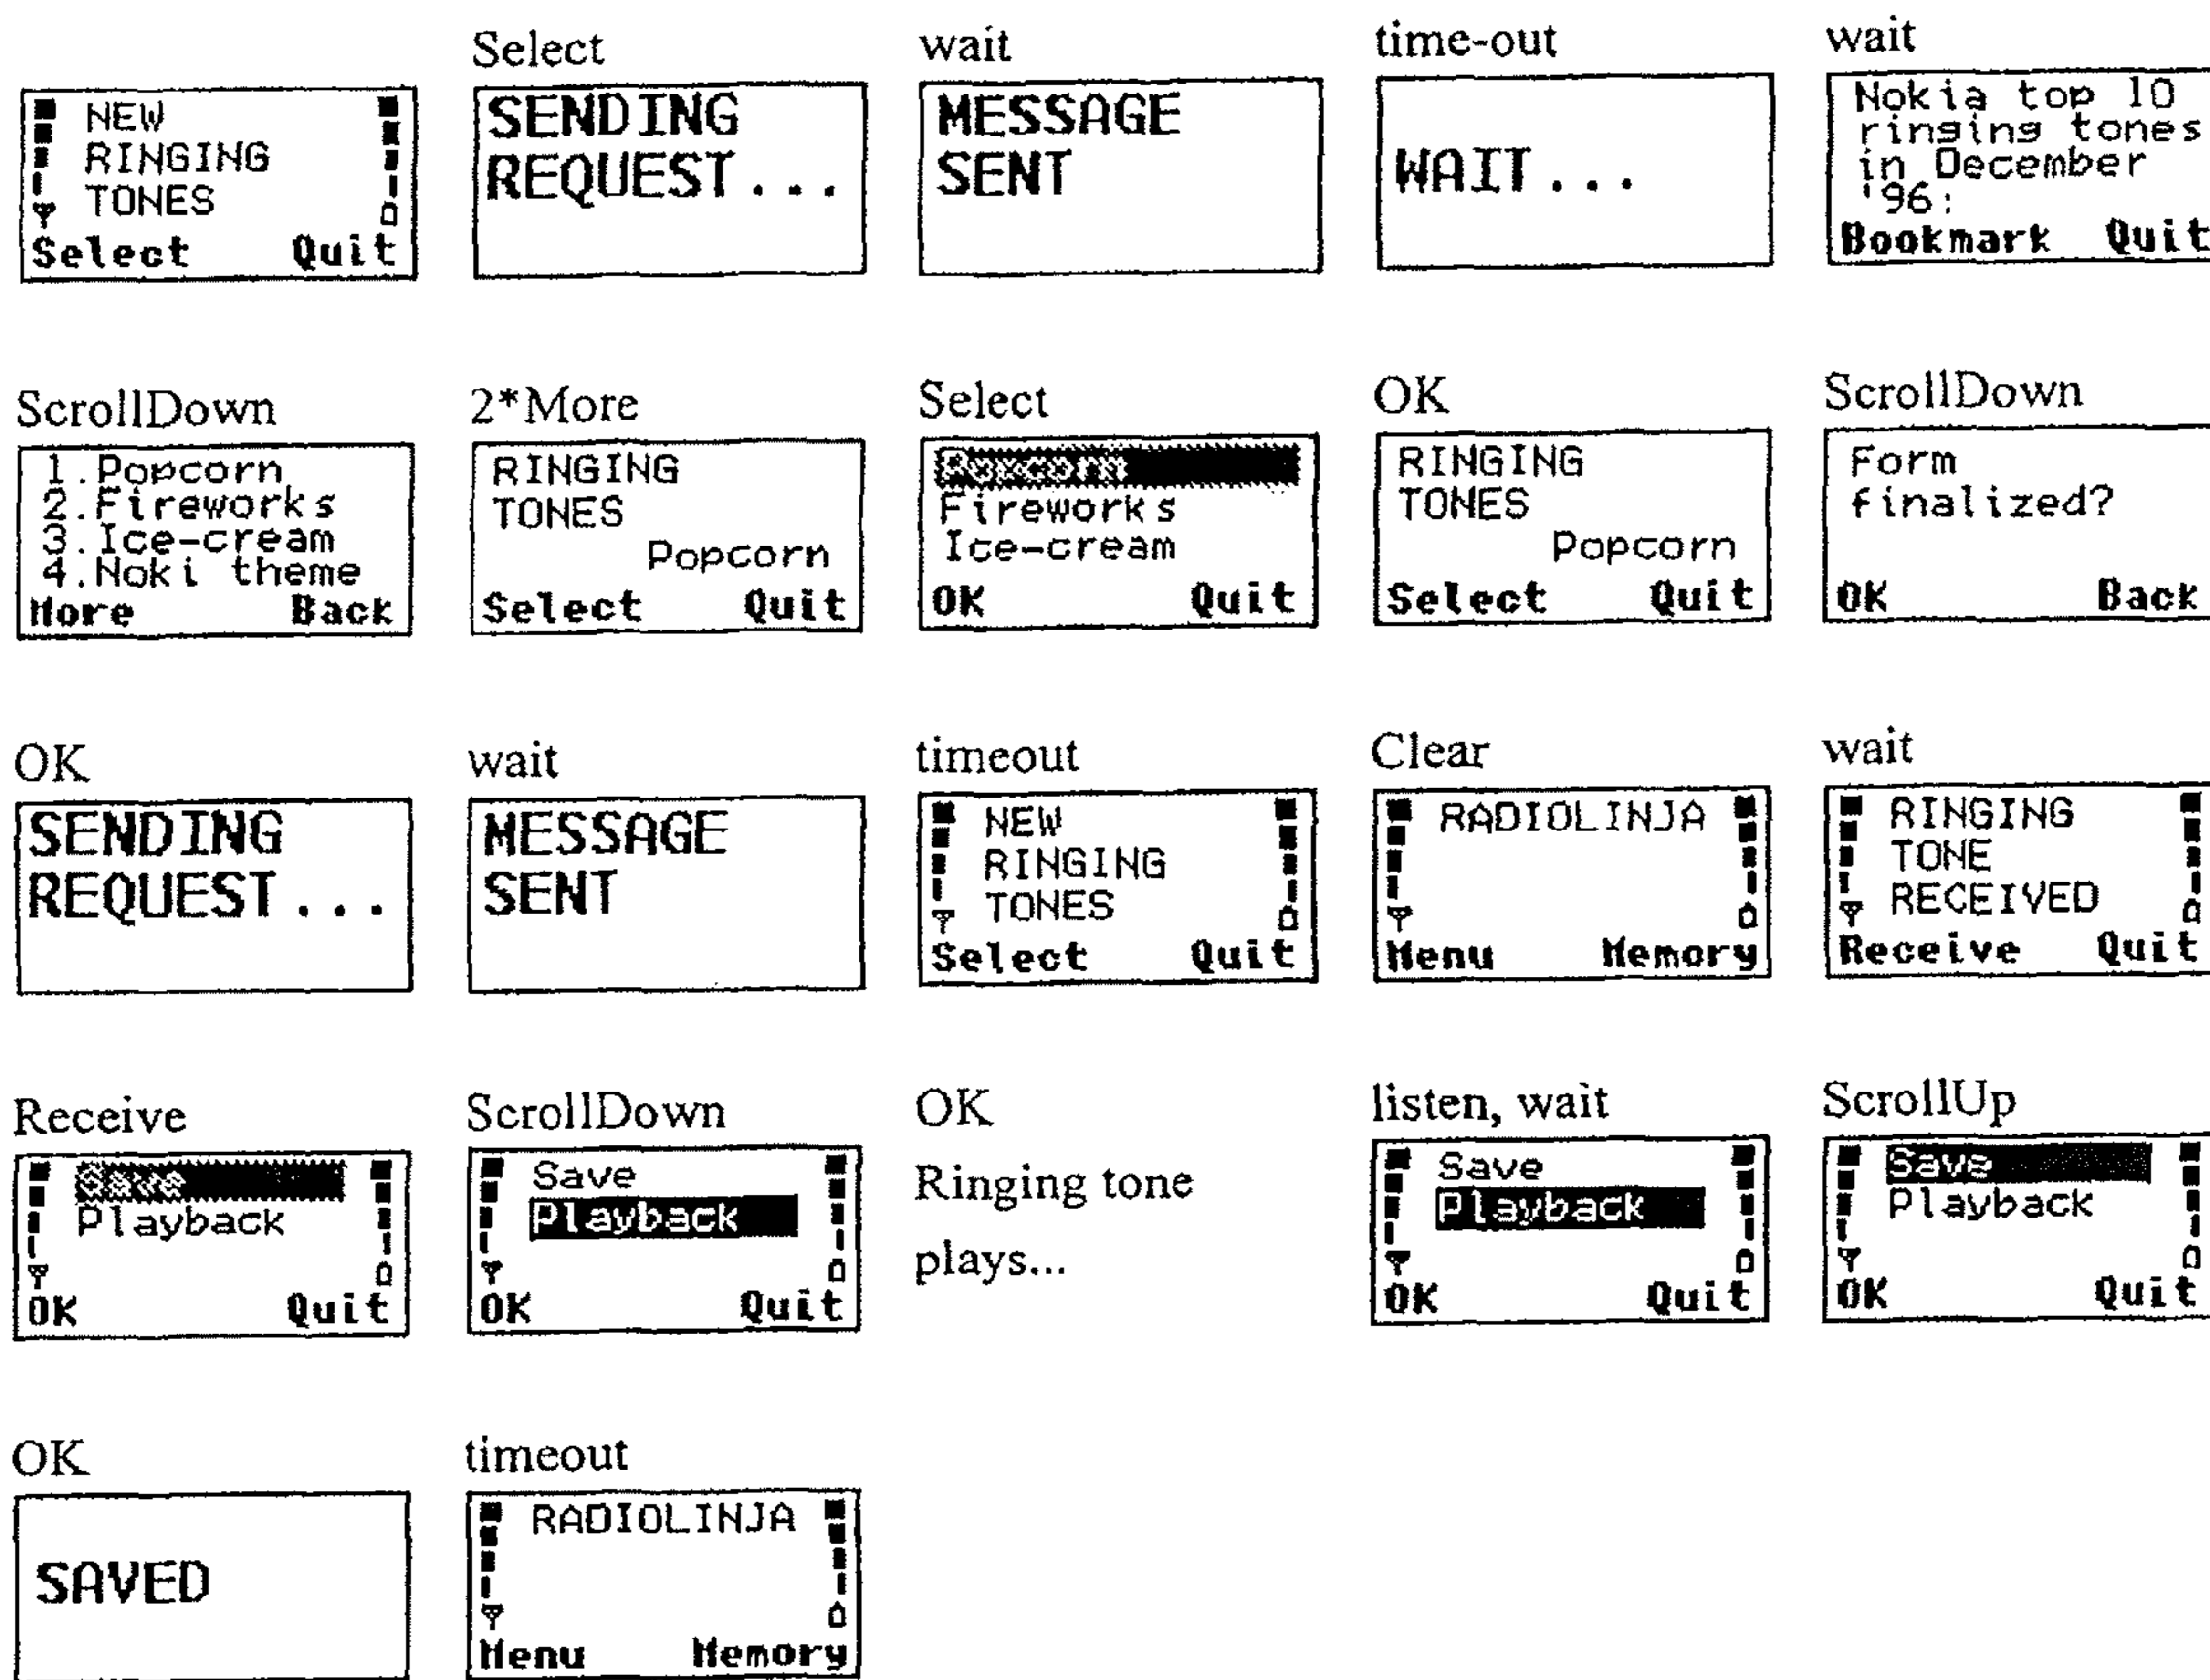 NEW
RINGING
TONES
Select Quit
Select
SENDING
REQUEST...
wait
MESSAGE
SENT
time-out
WAIT...
wait
Nokia top 10
ringing tones
in December
'96:
Bookmark Quit
ScrollDown
1.Popcorn
2.Fireworks
3.Ice-cream
4.Noki theme
More Back
2*More
RINGING
TONES
Popcorn
Select Quit
Select
Popcorn
Fireworks
Ice-cream
OK Quit
OK
RINGING
TONES
Popcorn
Select Quit
ScrollDown
Form
finalized?
OK Back
OK
SENDING
REQUEST...
wait
MESSAGE
SENT
timeout
NEW
RINGING
TONES
Select Quit
Clear
RADIOLINJA
Menu Memory
wait
RINGING
TONE
RECEIVED
Receive Quit
Receive
Save
Playback
OK Quit
ScrollDown
Save
Playback
OK Quit
OK
Ringing tone
plays...
listen, wait
Save
Playback
OK Quit
ScrollUp
Save
Playback
OK Quit
OK
SAVED
timeout
RADIOLINJA
Menu Memory